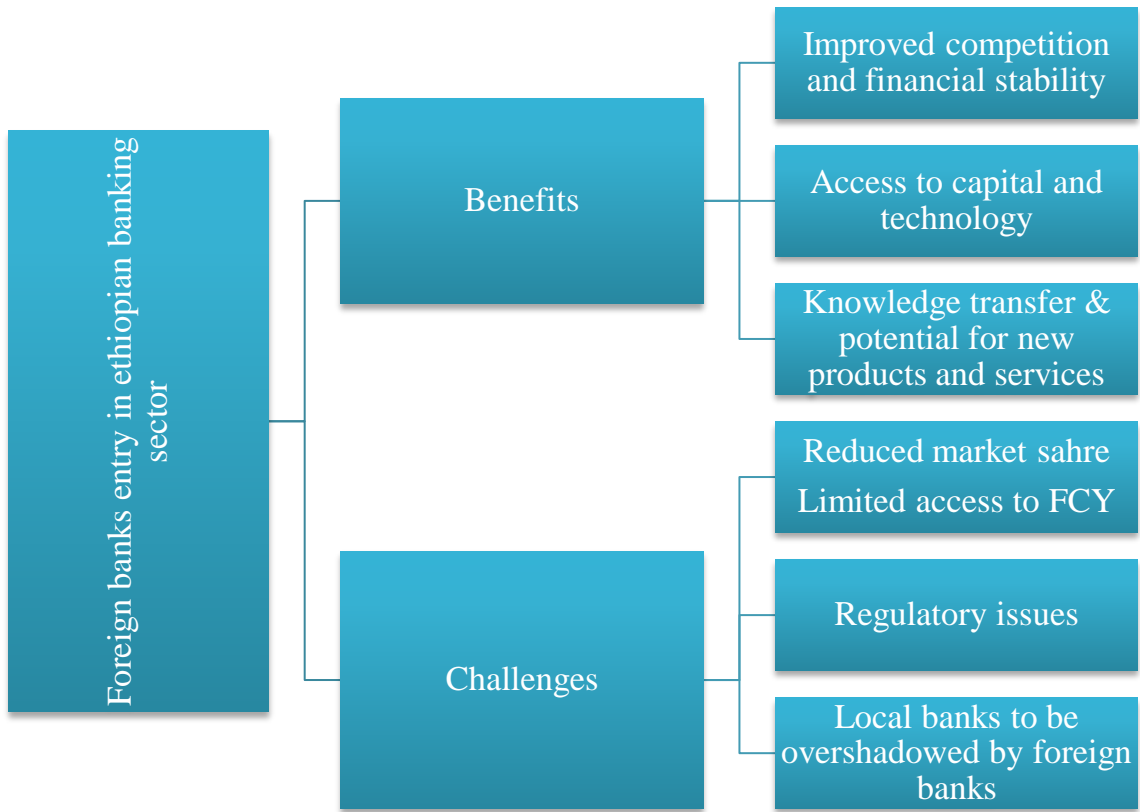 Foreign banks entry in ethiopian banking
sector
Benefits
Improved competition
and financial stability
Access to capital and
technology
Knowledge transfer &
potential for new
products and services
Challenges
Reduced market sahre
Limited access to FCY
Regulatory issues
Local banks to be
overshadowed by foreign
banks